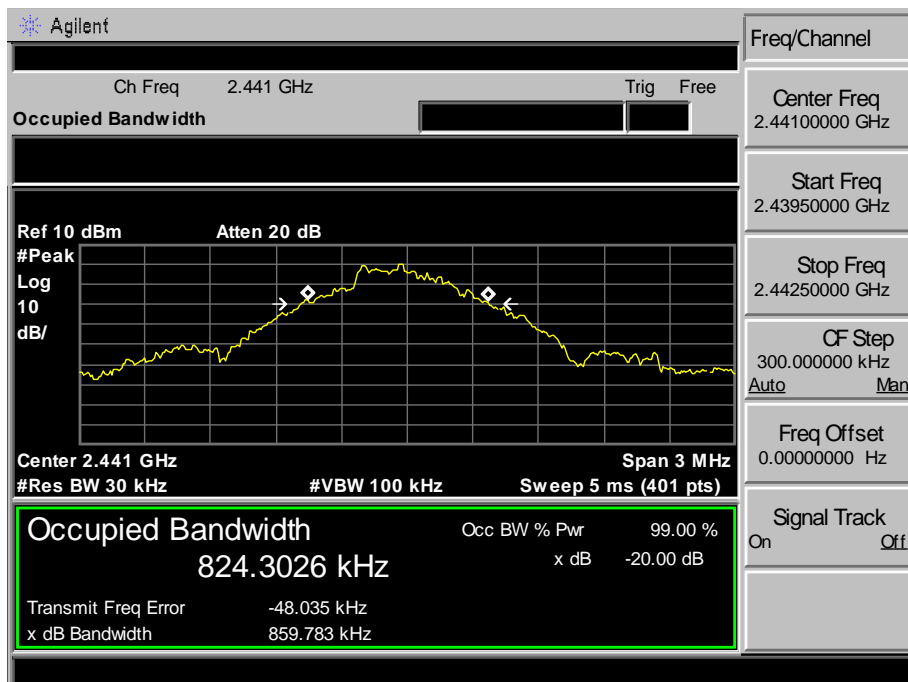 Agilent
Freq/Channel
Ch Freq 2.441 GHz Trig Free
Occupied Bandwidth
Center Freq
2.44100000 GHz
Start Freq
2.43950000 GHz
Ref 10 dBm Atten 20 dB
#Peak
Log
10
dB/
Stop Freq
2.44250000 GHz
CF Step
300.000000 kHz
Auto Man
Freq Offset
0.00000000 Hz
Center 2.441 GHz Span 3 MHz
#Res BW 30 kHz #VBW 100 kHz Sweep 5 ms (401 pts)
Signal Track
On Off
Occupied Bandwidth
824.3026 kHz
Occ BW % Pwr 99.00 %
x dB -20.00 dB
Transmit Freq Error -48.035 kHz
x dB Bandwidth 859.783 kHz